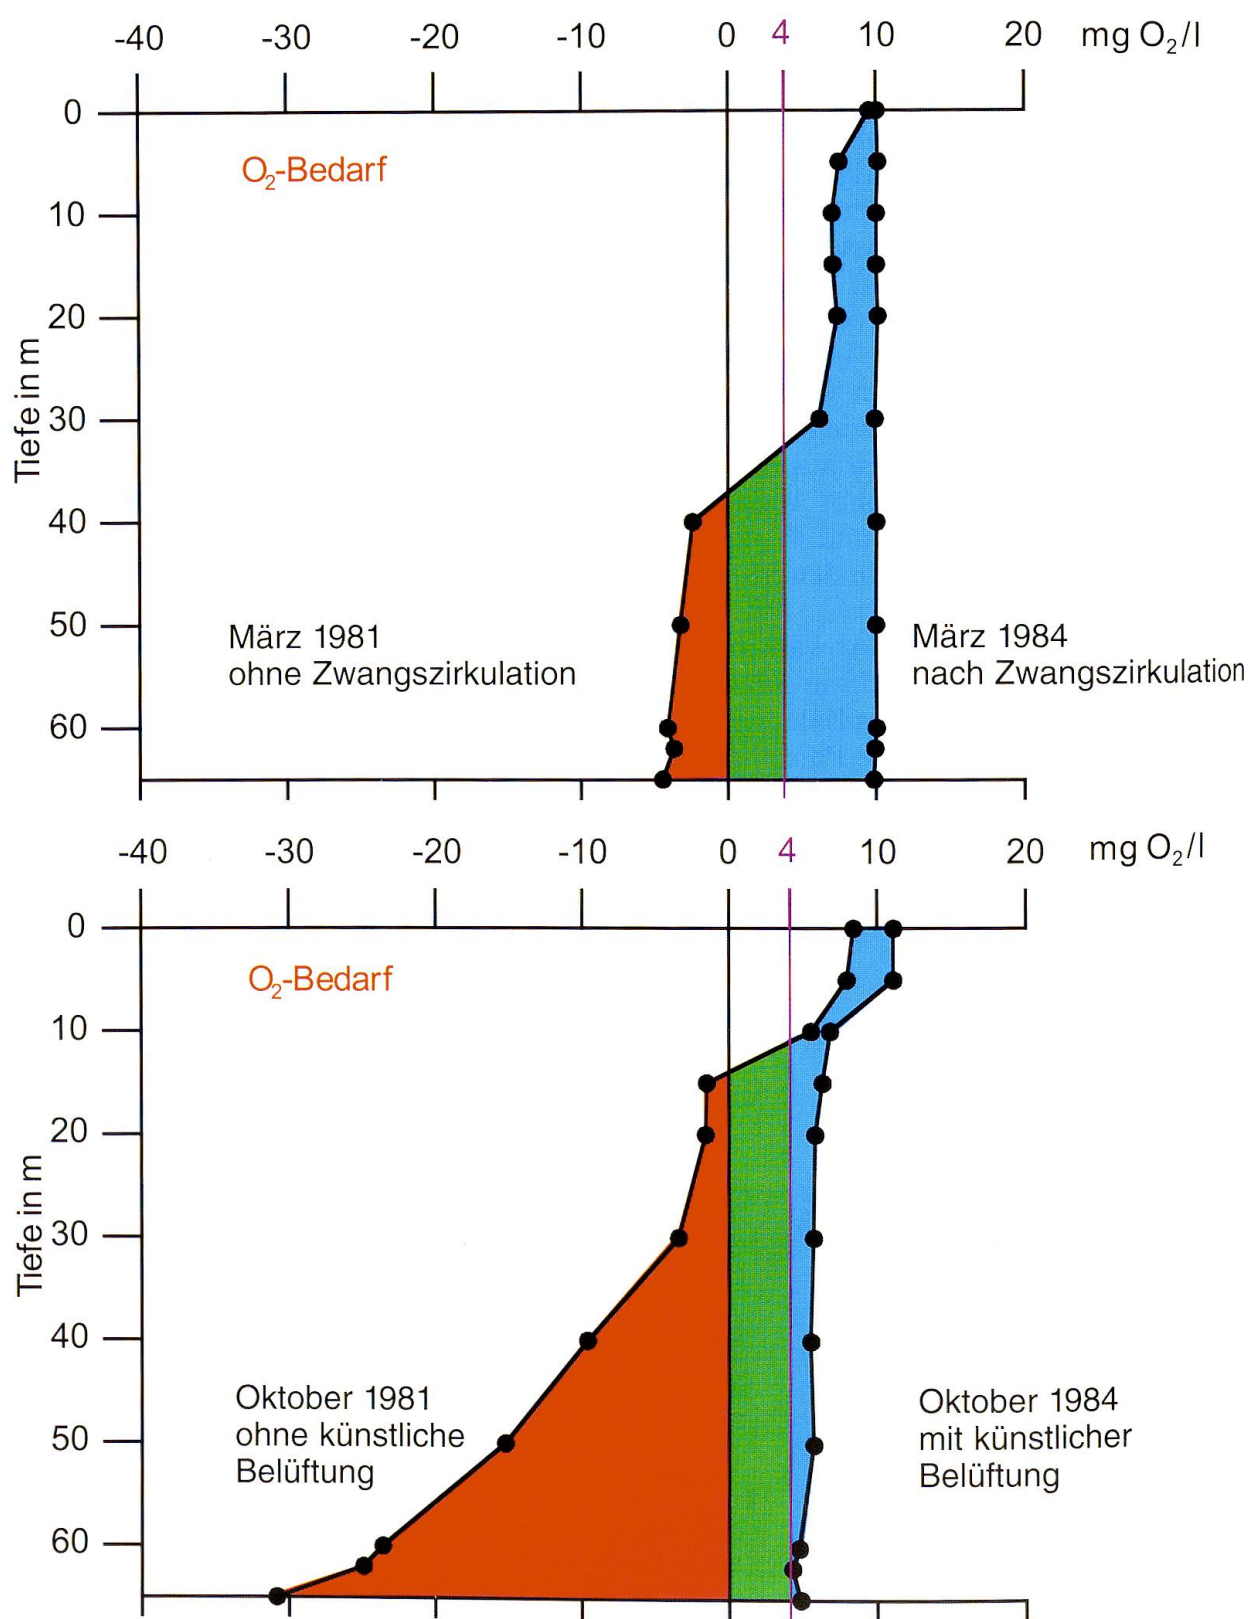 -40 -30 -20 -10 0 4 10 20 mg O₂/l
0
O₂-Bedarf
10
20
Tiefe in m
30
40
50
März 1981
ohne Zwangszirkulation
März 1984
nach Zwangszirkulation
60
-40 -30 -20 -10 0 4 10 20 mg O₂/l
0
O₂-Bedarf
10
20
Tiefe in m
30
40
Oktober 1981
ohne künstliche
Belüftung
Oktober 1984
mit künstlicher
Belüftung
50
60